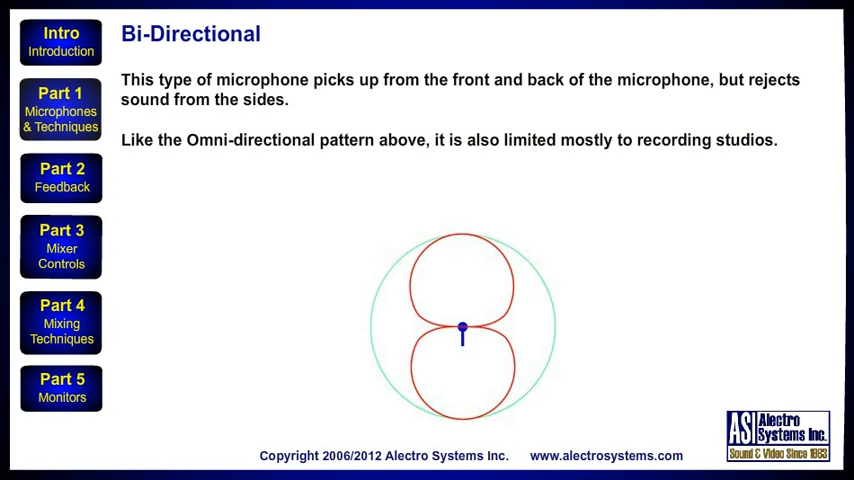 Bi-Directional
Intro
Introduction
Part 1
Microphones
& Techniques
Part 2
Feedback
Part 3
Mixer
Controls
Part 4
Mixing
Techniques
Part 5
Monitors
This type of microphone picks up from the front and back of the microphone, but rejects
sound from the sides.
Like the Omni-directional pattern above, it is also limited mostly to recording studios.
ASI Alectro
Systems Inc.
Sound & Video Since 1983
Copyright 2006/2012 Alectro Systems Inc. www.alectrosystems.com